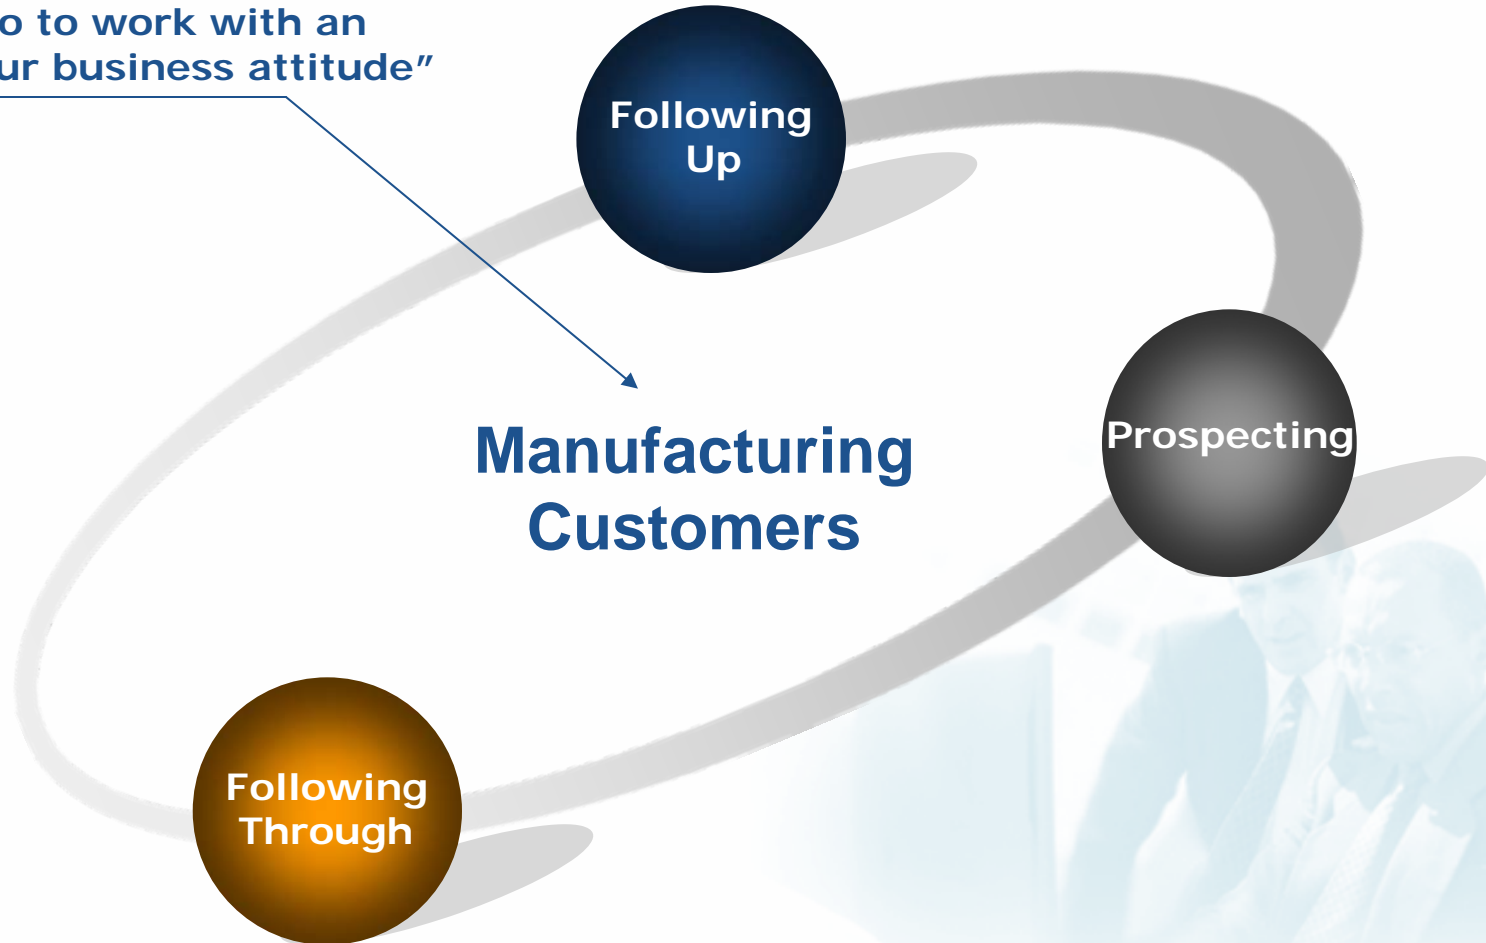 o to work with an
ur business attitude”
Following
Up
Prospecting
Manufacturing
Customers
Following
Through